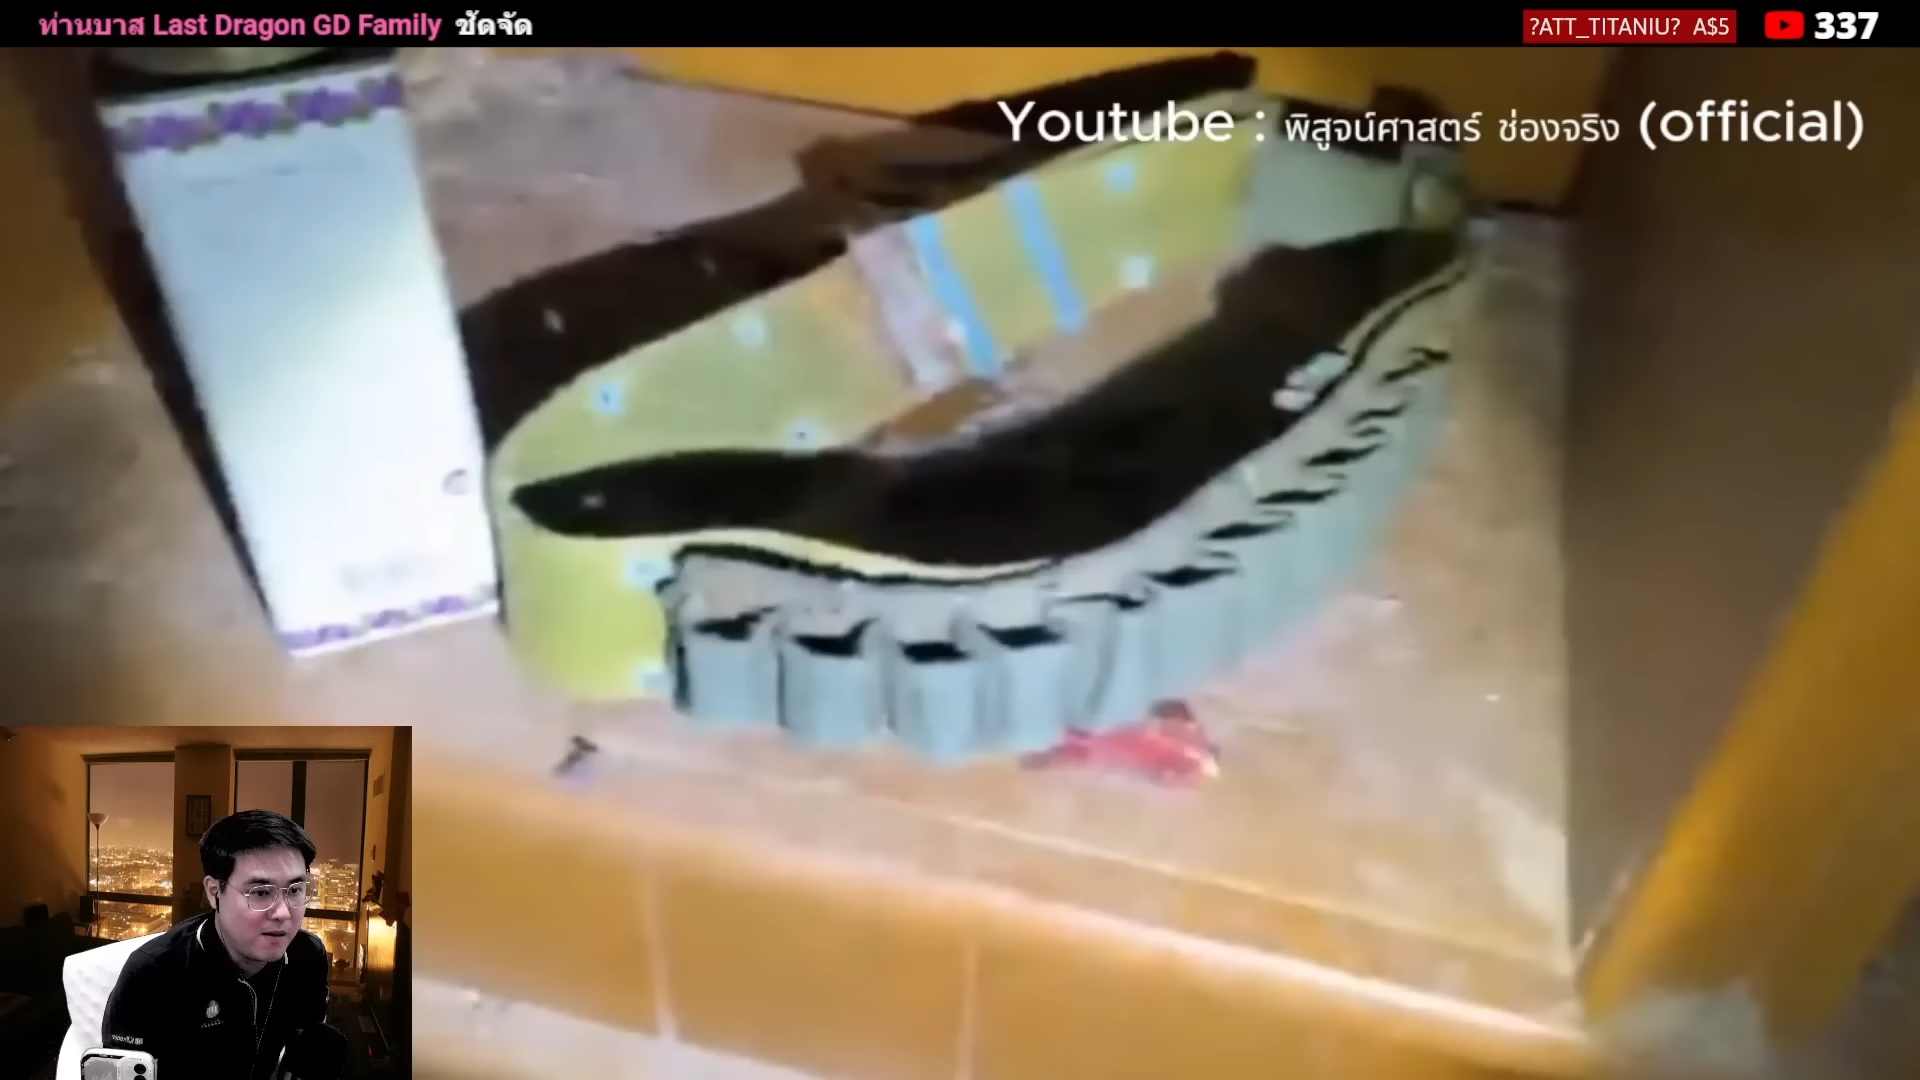 ท่านบาส Last Dragon GD Family ชัดจัด
?ATT_TITANIU? A$5
337
Youtube : พิสูจน์ศาสตร์ ช่องจริง (official)